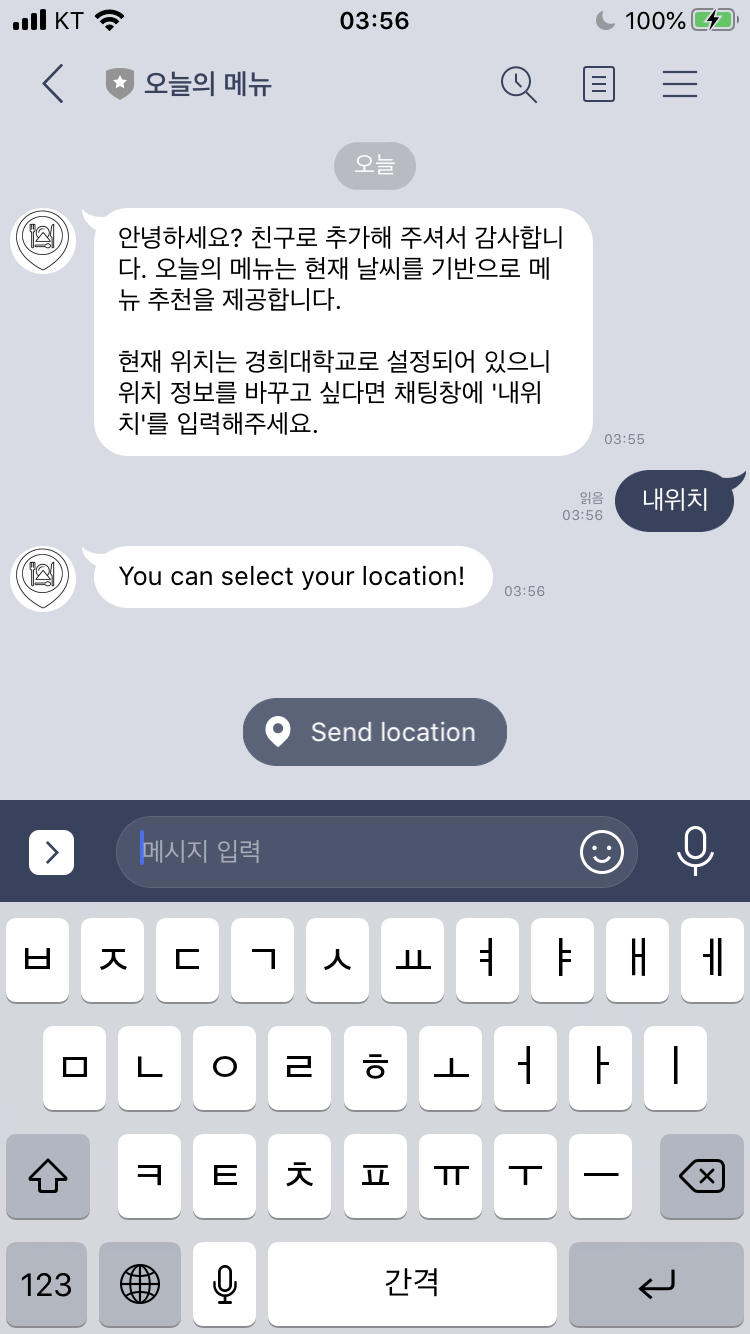 KT 03:56 100%
오늘의 메뉴
오늘
안녕하세요? 친구로 추가해 주셔서 감사합니
다. 오늘의 메뉴는 현재 날씨를 기반으로 메
뉴 추천을 제공합니다.
현재 위치는 경희대학교로 설정되어 있으니
위치 정보를 바꾸고 싶다면 채팅창에 '내위
치'를 입력해주세요.
03:55
읽음
03:56
내위치
You can select your location!
03:56
Send location
메시지 입력
ㅂ ㅈ ㄷ ㄱ ㅅ ㅛ ㅕ ㅑ ㅐ ㅔ
ㅁ ㄴ ㅇ ㄹ ㅎ ㅗ ㅓ ㅏ ㅣ
ㅋ ㅌ ㅊ ㅍ ㅠ ㅜ ㅡ
123 간격